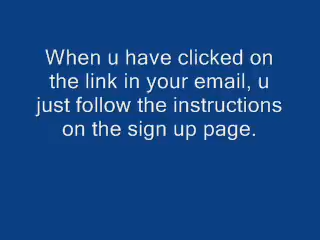 When u have clicked on
the link in your email, u
just follow the instructions
on the sign up page.